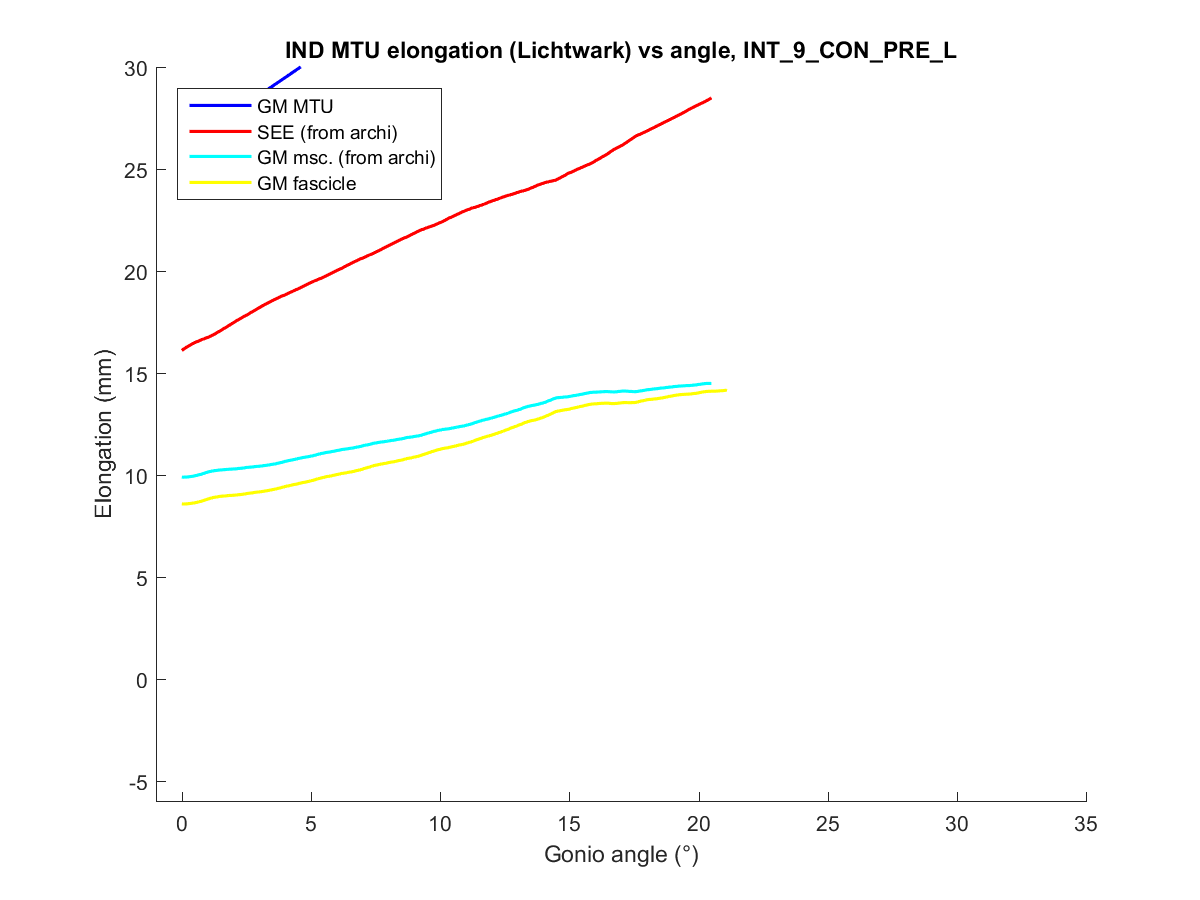 IND MTU elongation (Lichtwark) vs angle, INT_9_CON_PRE_L
30
25
20
15
10
5
0
-5
Elongation (mm)
GM MTU
SEE (from archi)
GM msc. (from archi)
GM fascicle
0 5 10 15 20 25 30 35
Gonio angle (°)